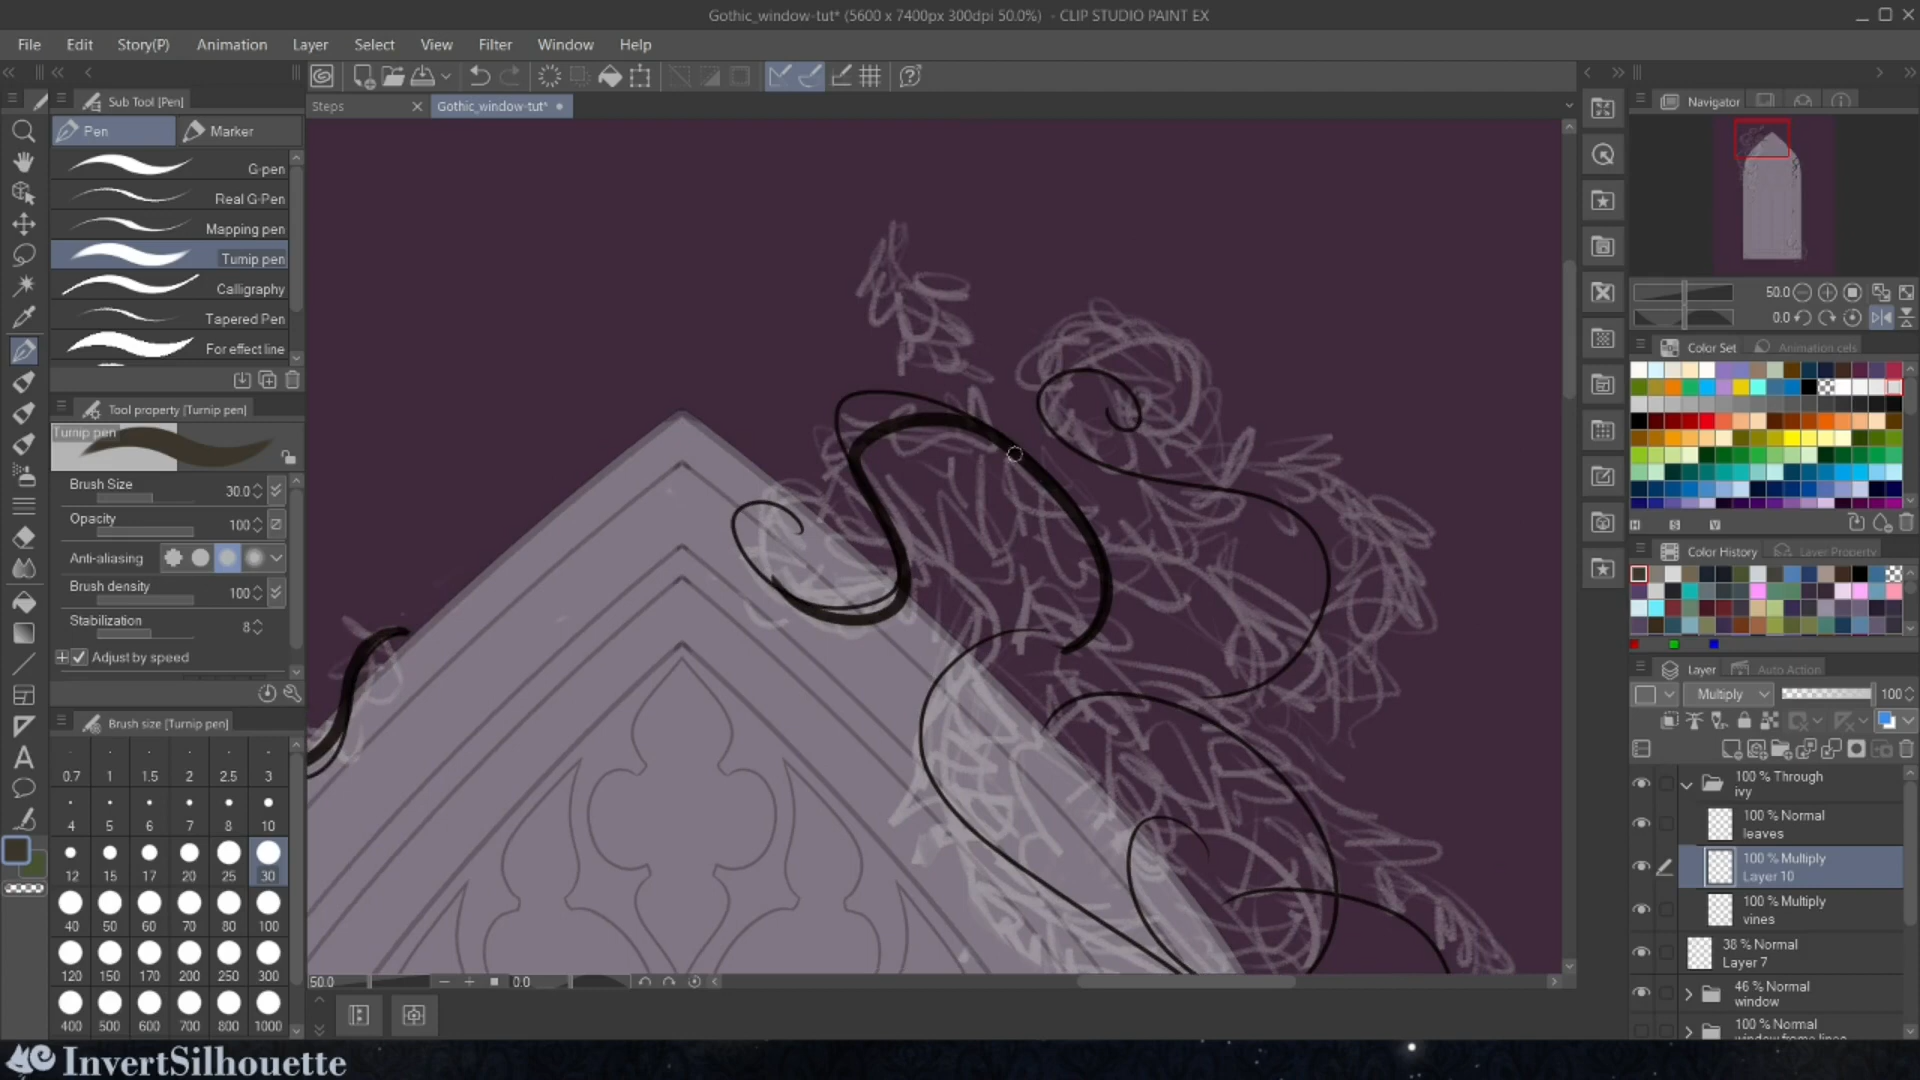 Gothic_window-tut* (5600 x 7400px 300dpi 50.0%) - CLIP STUDIO PAINT EX
File Edit Story(P) Animation Layer Select View Filter Window Help
Sub Tool [Pen]
Pen Marker
G-pen
Real G-Pen
Mapping pen
Turnip pen
Calligraphy
Tapered Pen
For effect line
Tool property [Turnip pen]
Turnip pen
Brush Size 30.0
Opacity 100
Anti-aliasing
Brush density 100
Stabilization 8
Adjust by speed
Brush size [Turnip pen]
0.7 1 1.5 2 2.5 3
4 5 6 7 8 10
12 15 17 20 25 30
40 50 60 70 80 100
120 150 170 200 250 300
400 500 600 700 800 1000
Steps Gothic_window-tut*
50.0 0.0
Navigator
50.0
0.0
Color Set Animation cels
H S V
Color History Layer Property
Layer Auto Action
Multiply 100
100 % Through
ivy
100 % Normal
leaves
100 % Multiply
Layer 10
100 % Multiply
vines
38 % Normal
Layer 7
46 % Normal
window
100 % Normal
window frame lines
InvertSilhouette